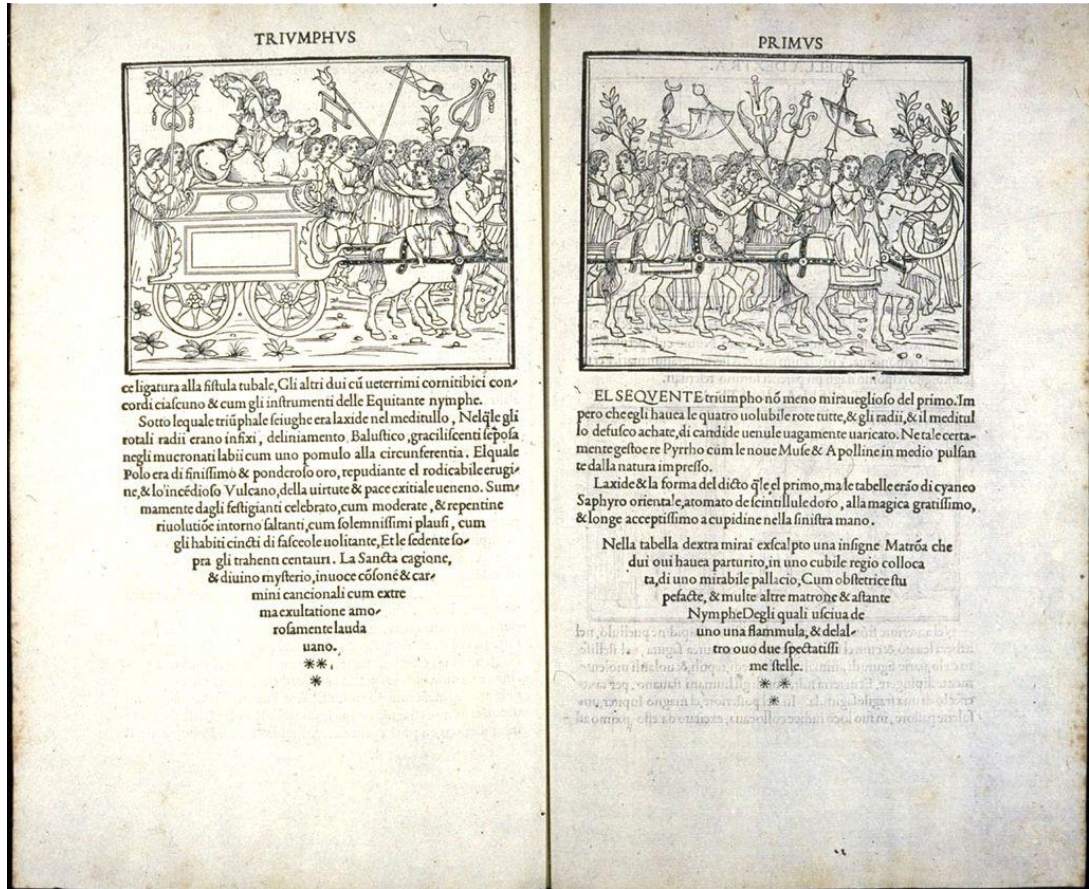 TRIVMPHVS
ce ligatura alla fistula tubale, Gli altri dui cũ ueterrimi cornitibici con-
cordi ciascuno & cum gli instrumenti delle Equitante nymphe.
Sotto lequale triũphale seiughe era laxide nel meditullo, Nelq̃le gli
rotali radii erano infixi, deliniamento Balustico, graciliscenti seposa
negli mucronati labii cum uno pomulo alla circunferentia. Elquale
Polo era di finissimo & ponderoso oro, repudiante el rodicabile erugi-
ne, & lo'incẽdioso Vulcano, della uirtute & pace exitiale ueneno. Sum-
mamente dagli festigianti celebrato, cum moderate, & repentine
riuolutiõe intorno saltanti, cum solemnissimi plausi, cum
gli habiti cincti di fasceole uolitante, Et le sedente so-
pra gli trahenti centauri. La Sancta cagione,
& diuino mysterio, inuoce cõsone & car-
mini cancionali cum extre
ma exultatione amo-
rosamente lauda
uano.
**
*
PRIMVS
EL SEQVENTE triumpho nõ meno miraueglioso del primo. Im
pero che egli hauea le quatro uolubile rote tutte, & gli radii, & il meditul
lo defusco achate, di candide uenule uagamente uaricato. Netale certa-
mente gestoe re Pyrrho cum le noue Muse & Apolline in medio pulsan
te dalla natura impresso.
Laxide & la forma del dicto q̃le el primo, ma le tabelle erão di cyaneo
Saphyro orientale, atomato de scintillule doro, alla magica gratissimo,
& longe acceptissimo a cupidine nella sinistra mano.
Nella tabella dextra mirai exscalpto una insigne Matrõa che
dui oui hauea parturito, in uno cubile regio colloca
ta, di uno mirabile pallacio, Cum obstetrice stu
pefacte, & multe altre matrone & astante
Nymphe Degli quali usciua de
uno una flammula, & delal-
tro ouo due spectatissi
me stelle.
* *
*